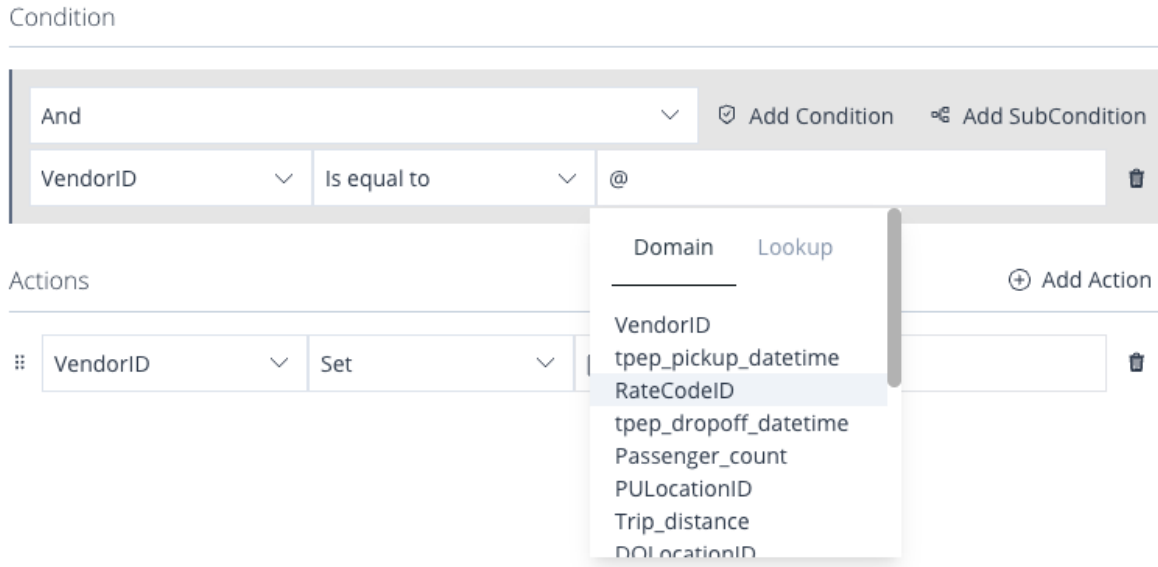 Condition
And
Add Condition
Add SubCondition
VendorID
Is equal to
@
Domain
Lookup
Actions
Add Action
VendorID
tpep_pickup_datetime
VendorID
Set
RateCodeID
tpep_dropoff_datetime
Passenger_count
PULocationID
Trip_distance
DOLocationID